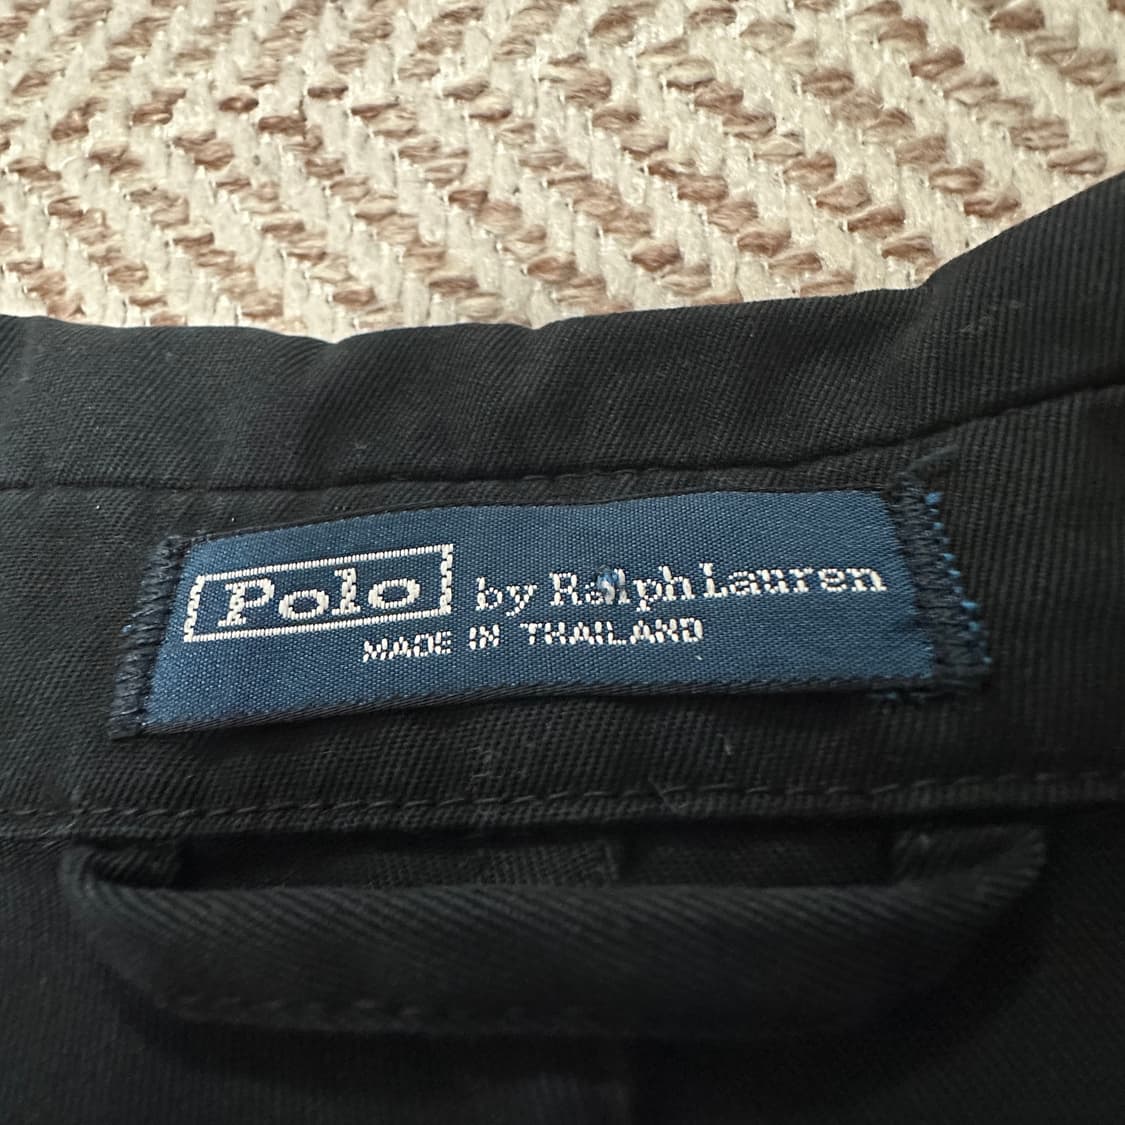 Polo by Ralph Lauren
MADE IN THAILAND